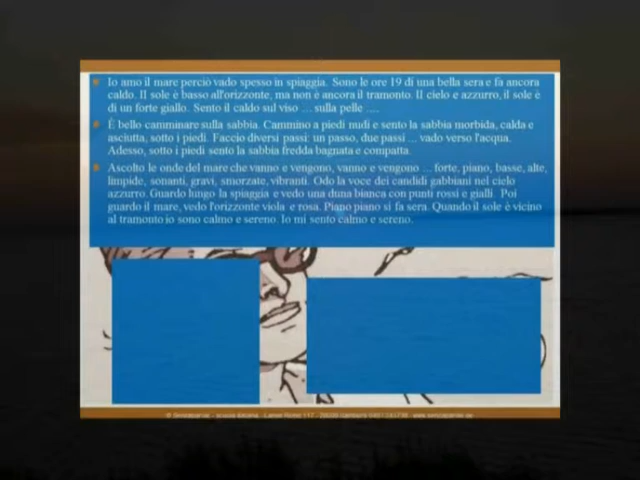 Io amo il mare perciò vado spesso in spiaggia. Sono le ore 19 di una bella sera e fa ancora
caldo. Il sole è basso all'orizzonte, ma non è ancora il tramonto. Il cielo è azzurro, il sole è
di un forte giallo. Sento il caldo sul viso ... sulla pelle ....
È bello camminare sulla sabbia. Cammino a piedi nudi e sento la sabbia morbida, calda e
asciutta, sotto i piedi. Faccio diversi passi: un passo, due passi ... vado verso l'acqua.
Adesso, sotto i piedi sento la sabbia fredda bagnata e compatta.
Ascolto le onde del mare che vanno e vengono, vanno e vengono ... forte, piano, basse, alte,
limpide, sonanti, gravi, smorzate, vibranti. Odo la voce dei candidi gabbiani nel cielo
azzurro. Guardo lungo la spiaggia e vedo una duna bianca con punti rossi e gialli. Poi
guardo il mare, vedo l'orizzonte viola e rosa. Piano piano si fa sera. Quando il sole è vicino
al tramonto io sono calmo e sereno. Io mi sento calmo e sereno.